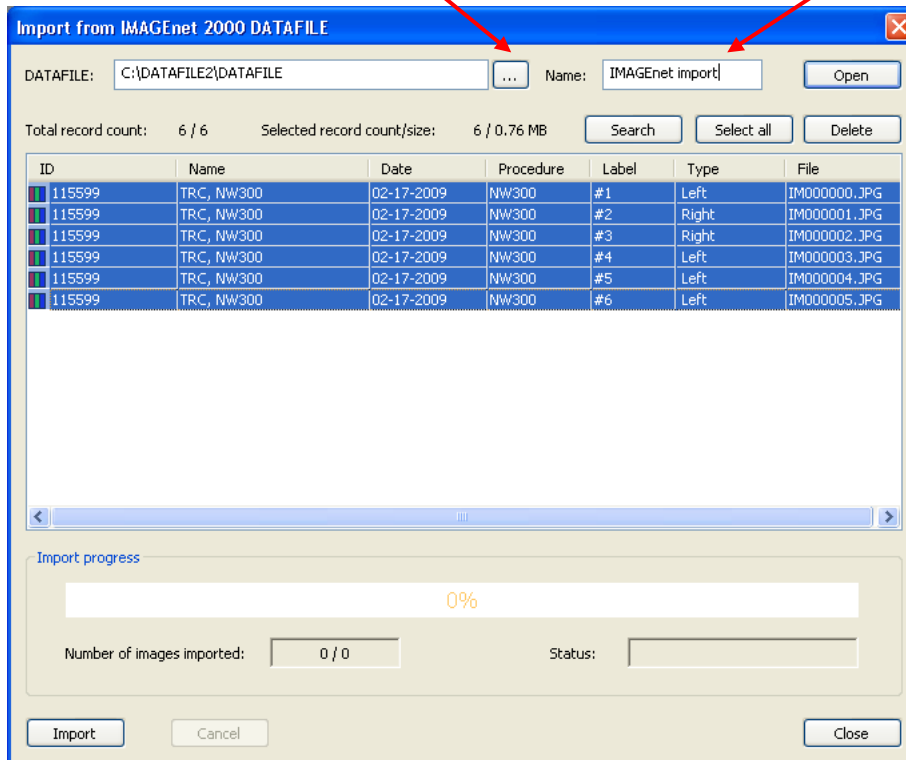 Import from IMAGEnet 2000 DATAFILE
DATAFILE: C:\DATAFILE2\DATAFILE ... Name: IMAGEnet import Open
Total record count: 6 / 6 Selected record count/size: 6 / 0.76 MB Search Select all Delete
ID Name Date Procedure Label Type File
115599 TRC, NW300 02-17-2009 NW300 #1 Left IM000000.JPG
115599 TRC, NW300 02-17-2009 NW300 #2 Right IM000001.JPG
115599 TRC, NW300 02-17-2009 NW300 #3 Right IM000002.JPG
115599 TRC, NW300 02-17-2009 NW300 #4 Left IM000003.JPG
115599 TRC, NW300 02-17-2009 NW300 #5 Left IM000004.JPG
115599 TRC, NW300 02-17-2009 NW300 #6 Left IM000005.JPG
Import progress
0%
Number of images imported: 0 / 0 Status:
Import Cancel Close